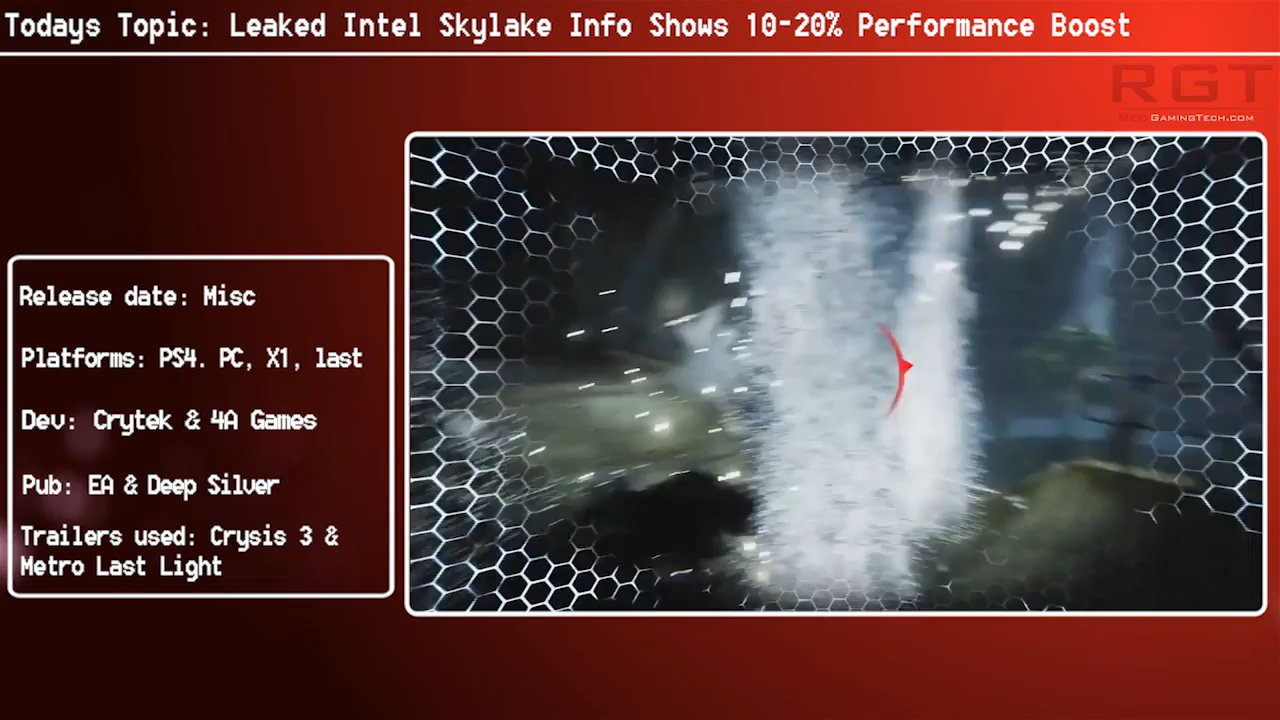 Todays Topic: Leaked Intel Skylake Info Shows 10-20% Performance Boost
RGT
REDGAMINGTECH.COM
Release date: Misc
Platforms: PS4. PC, X1, last
Dev: Crytek & 4A Games
Pub: EA & Deep Silver
Trailers used: Crysis 3 &
Metro Last Light